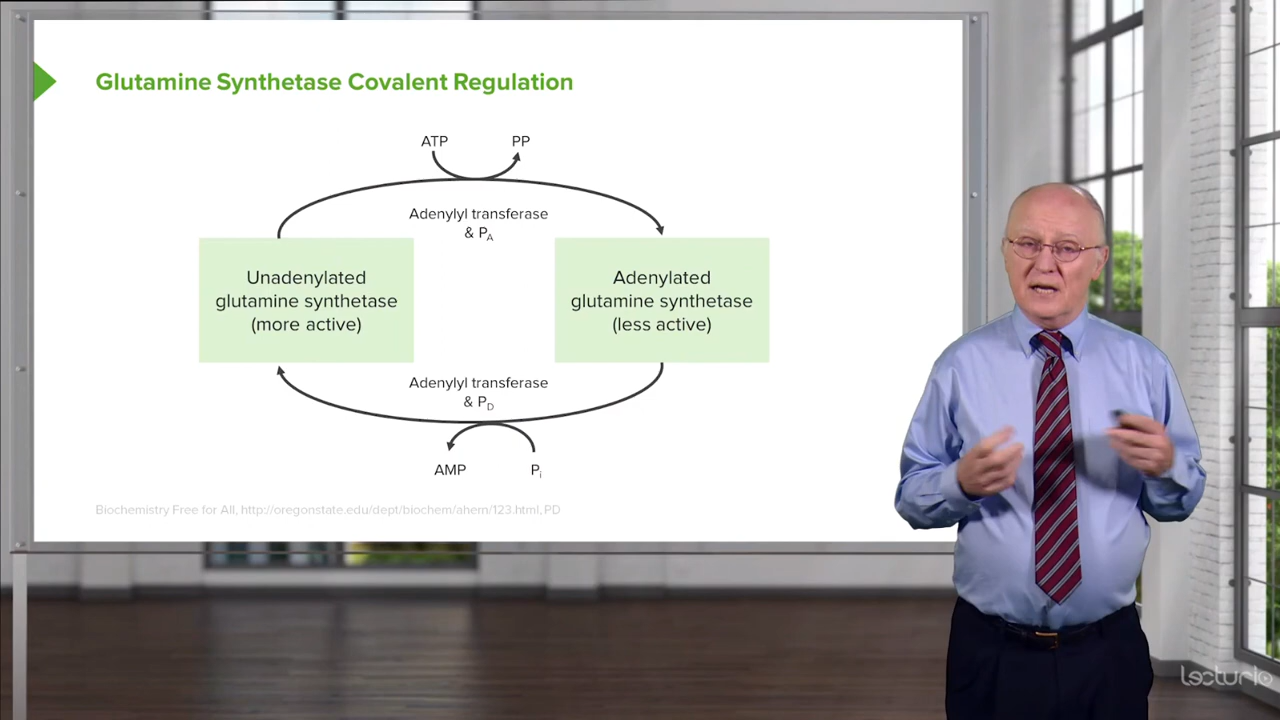 Glutamine Synthetase Covalent Regulation
ATP
PP
Adenylyl transferase
& PA
Unadenylated
glutamine synthetase
(more active)
Adenylated
glutamine synthetase
(less active)
Adenylyl transferase
& PD
AMP
Pi
Biochemistry Free for All, http://oregonstate.edu/dept/biochem/ahern/123.html, PD
lecturio